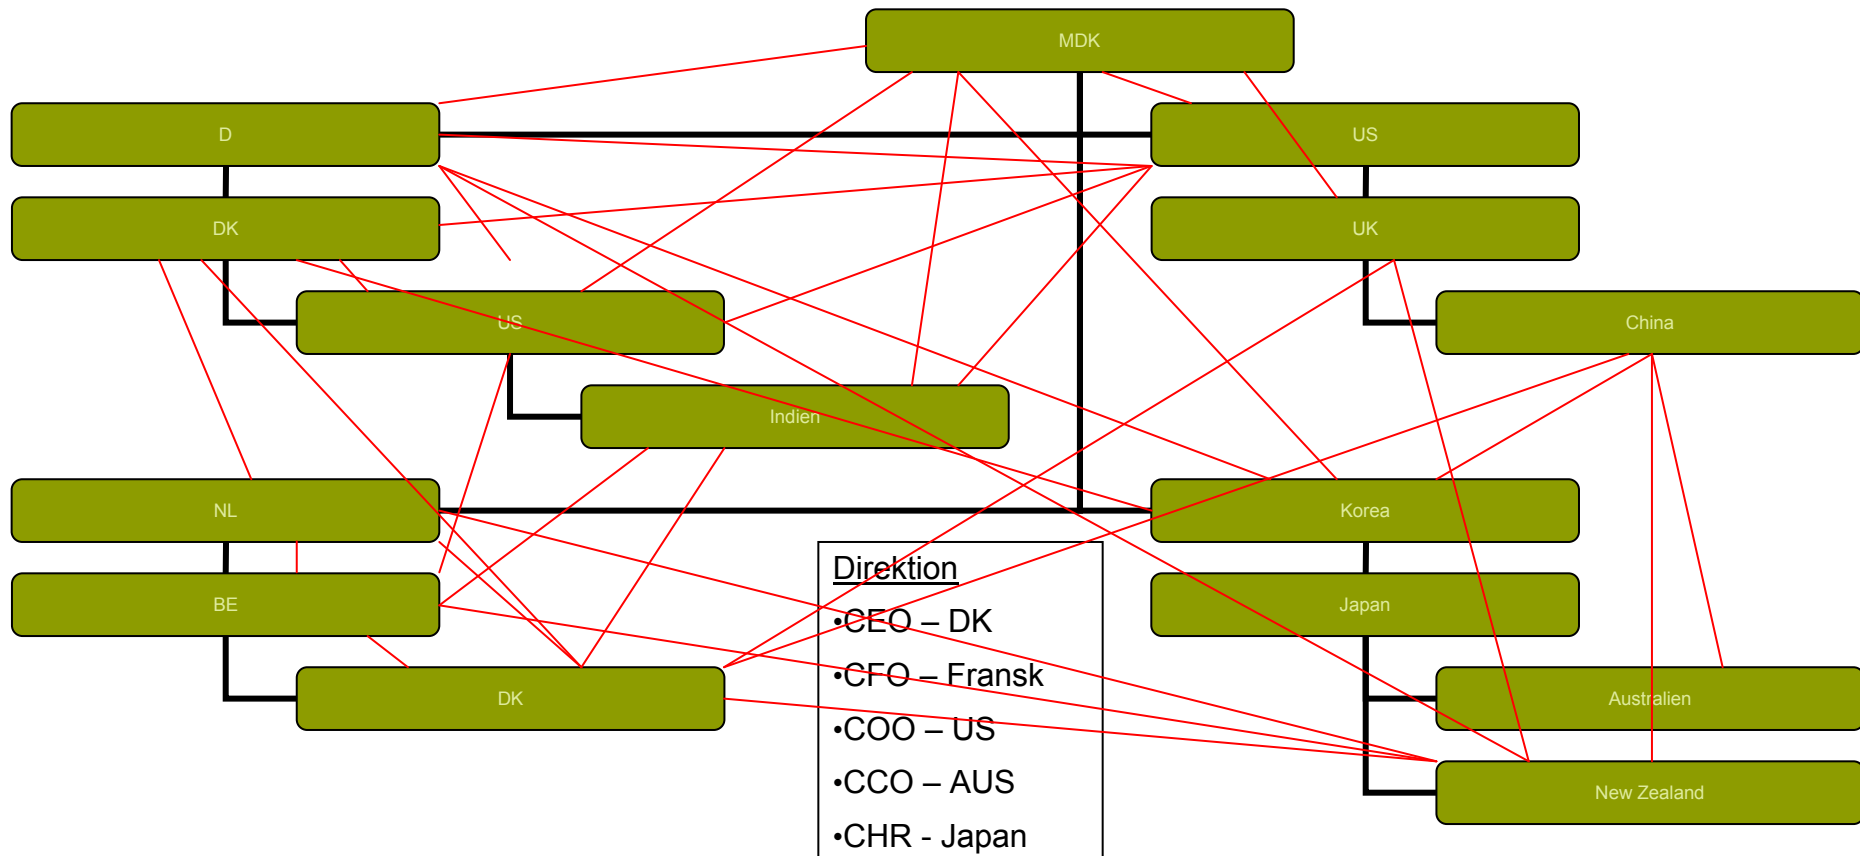 MDK
D
US
DK
UK
US
China
Indien
NL
Korea
BE
Japan
DK
Australien
New Zealand
Direktion
•CEO – DK
•CFO – Fransk
•COO – US
•CCO – AUS
•CHR - Japan